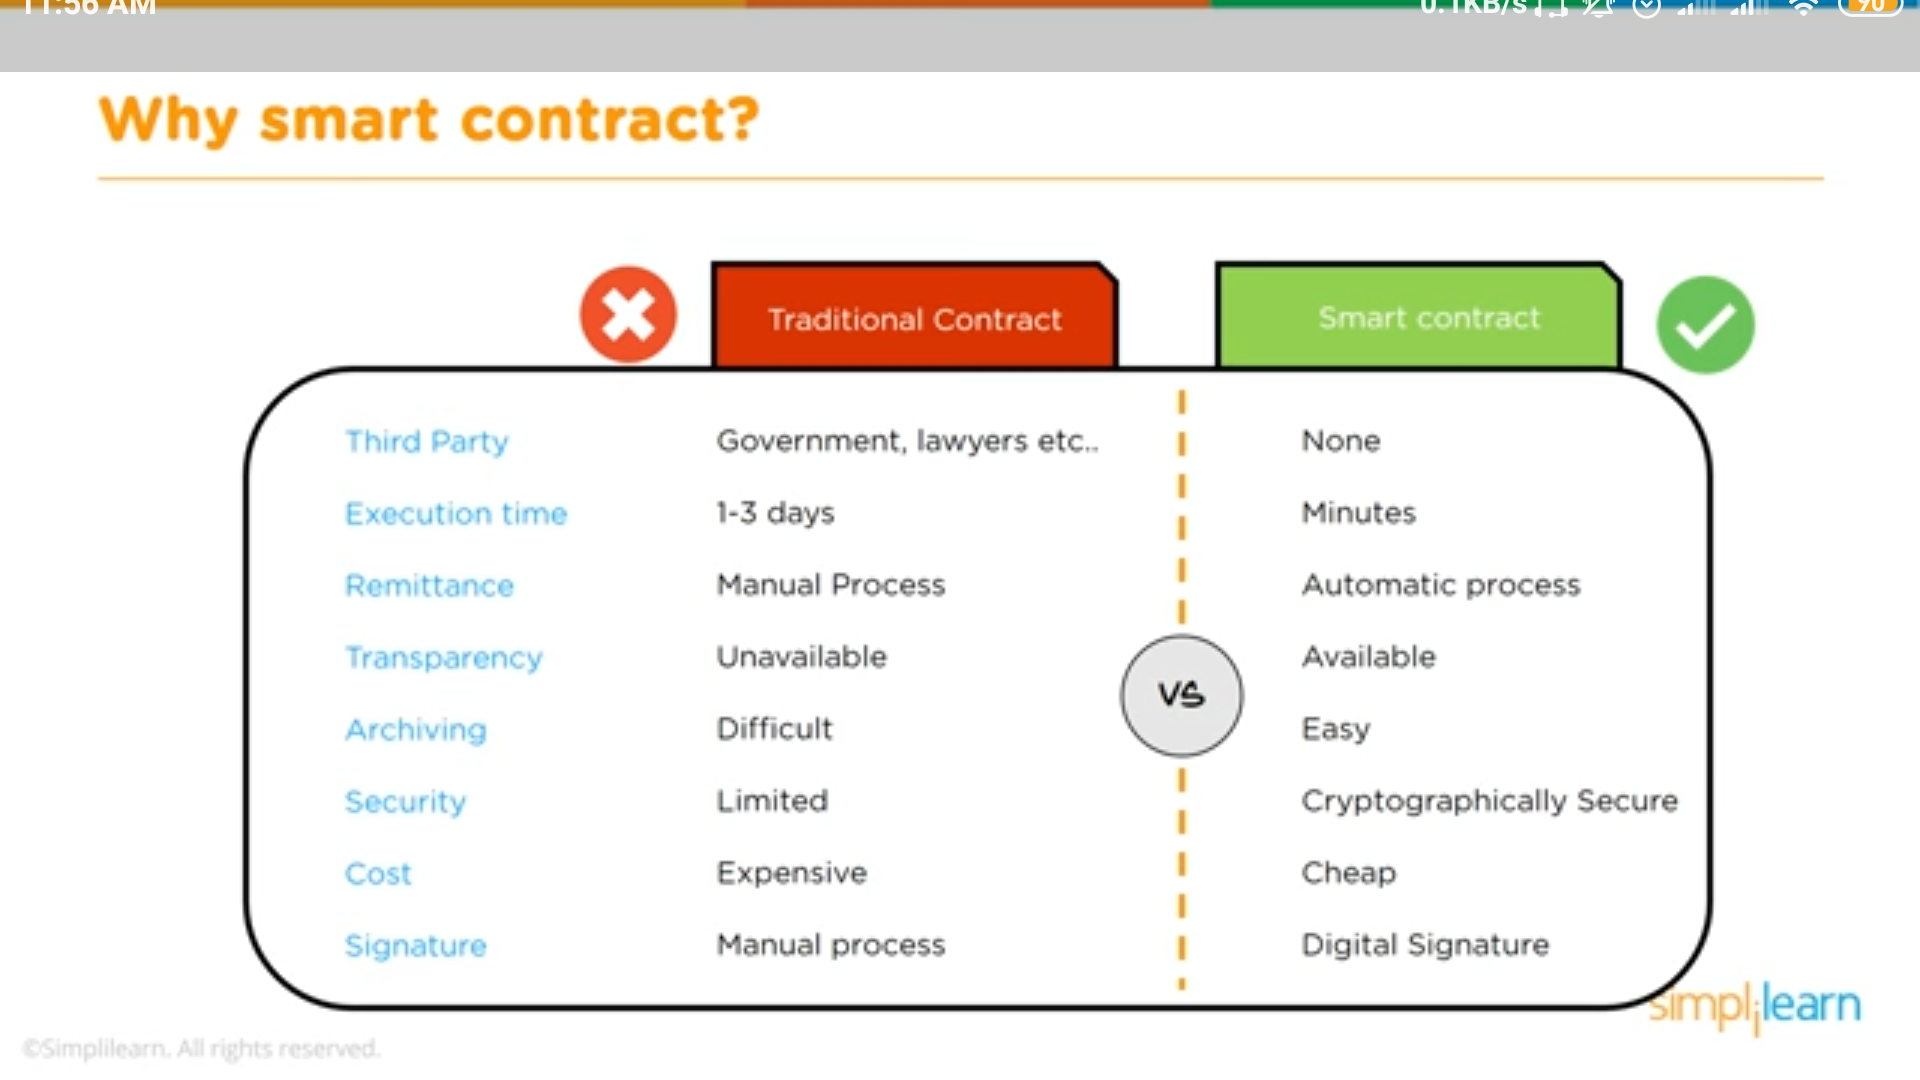 11:56 AM 0.1KB/s 90
Why smart contract?
Traditional Contract Smart contract
Third Party Government, lawyers etc.. None
Execution time 1-3 days Minutes
Remittance Manual Process Automatic process
Transparency Unavailable Available
VS
Archiving Difficult Easy
Security Limited Cryptographically Secure
Cost Expensive Cheap
Signature Manual process Digital Signature
simplilearn
©Simplilearn. All rights reserved.